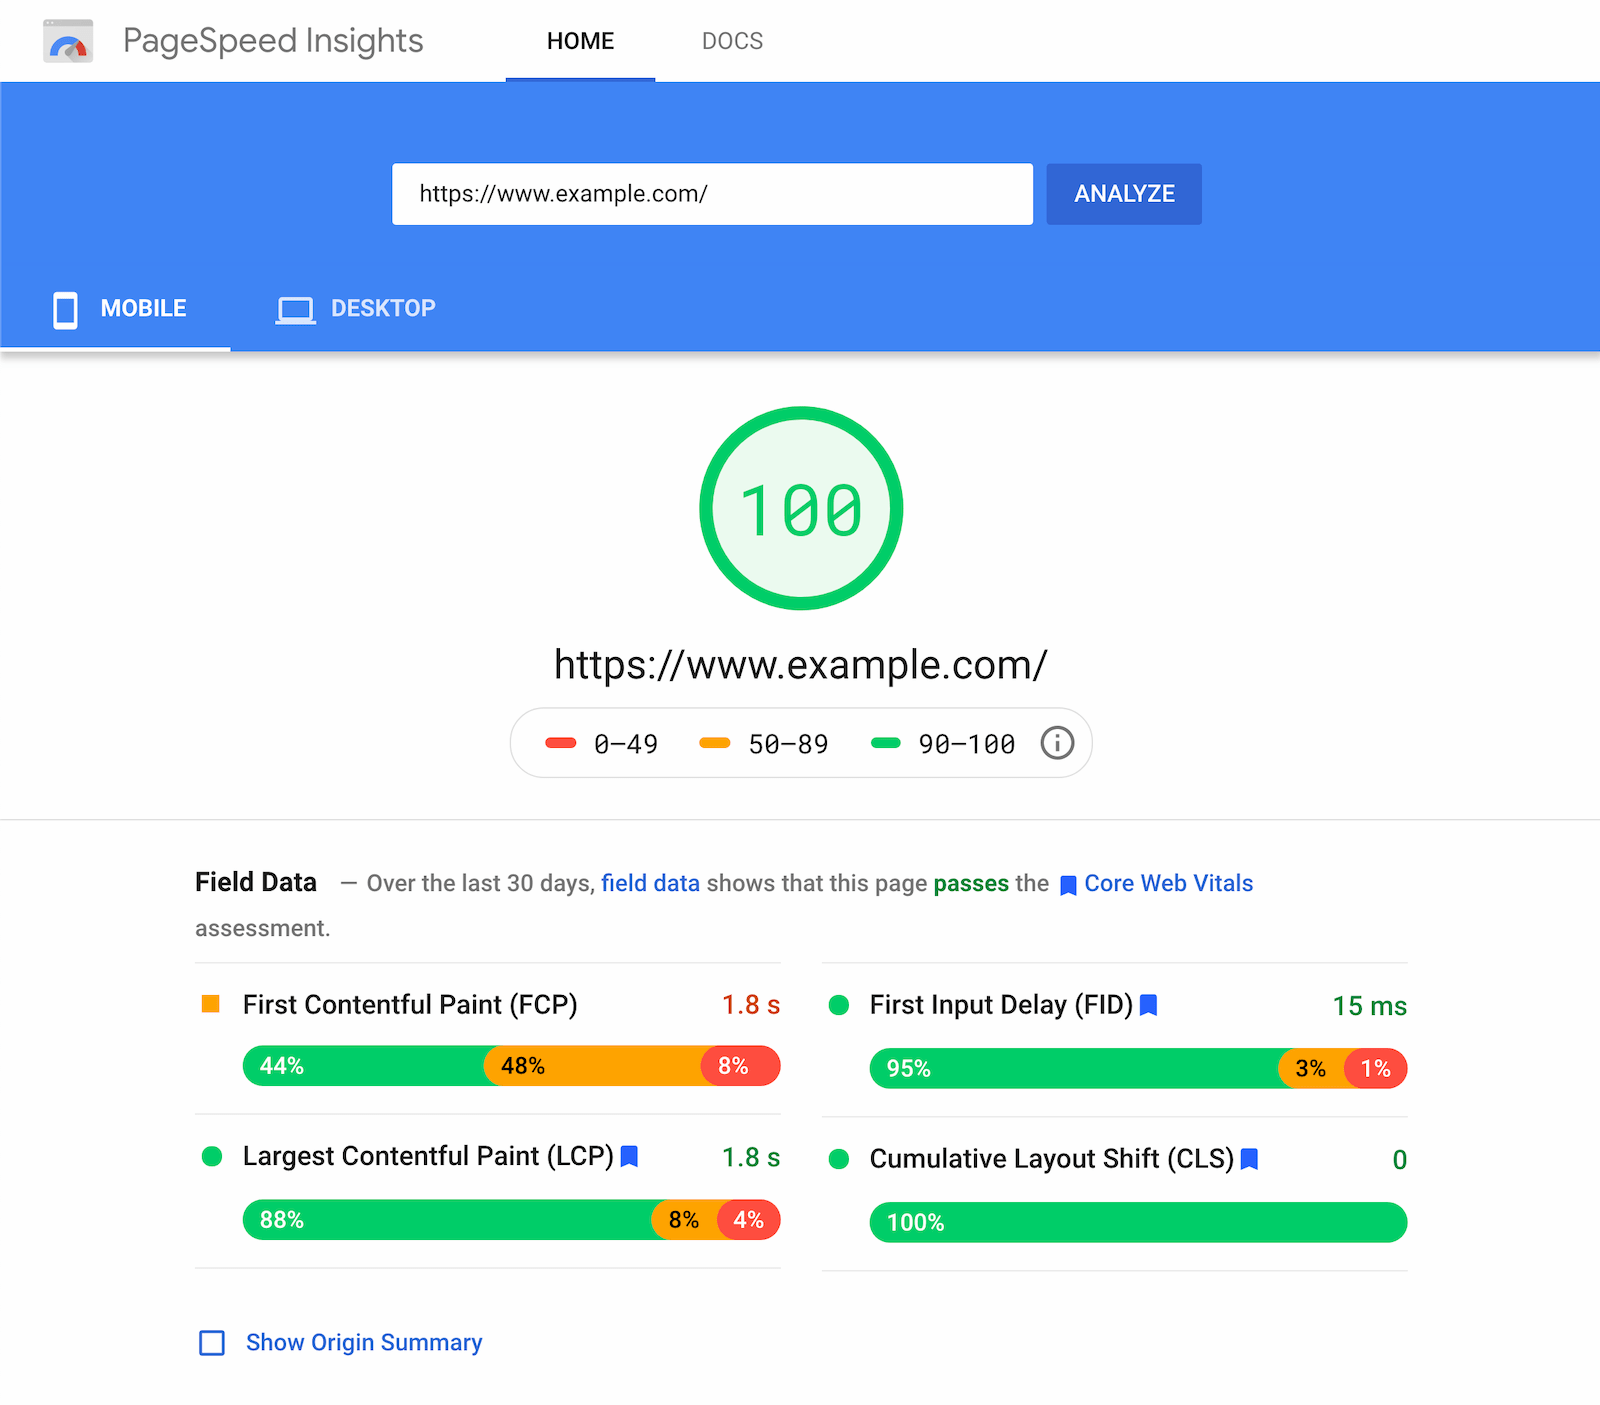 PageSpeed Insights
HOME
DOCS
https://www.example.com/
ANALYZE
MOBILE
DESKTOP
100
https://www.example.com/
0–49
50–89
90–100
Field Data — Over the last 30 days, field data shows that this page passes the Core Web Vitals
assessment.
First Contentful Paint (FCP)
1.8 s
44%
48%
8%
First Input Delay (FID)
15 ms
95%
3%
1%
Largest Contentful Paint (LCP)
1.8 s
88%
8%
4%
Cumulative Layout Shift (CLS)
0
100%
Show Origin Summary